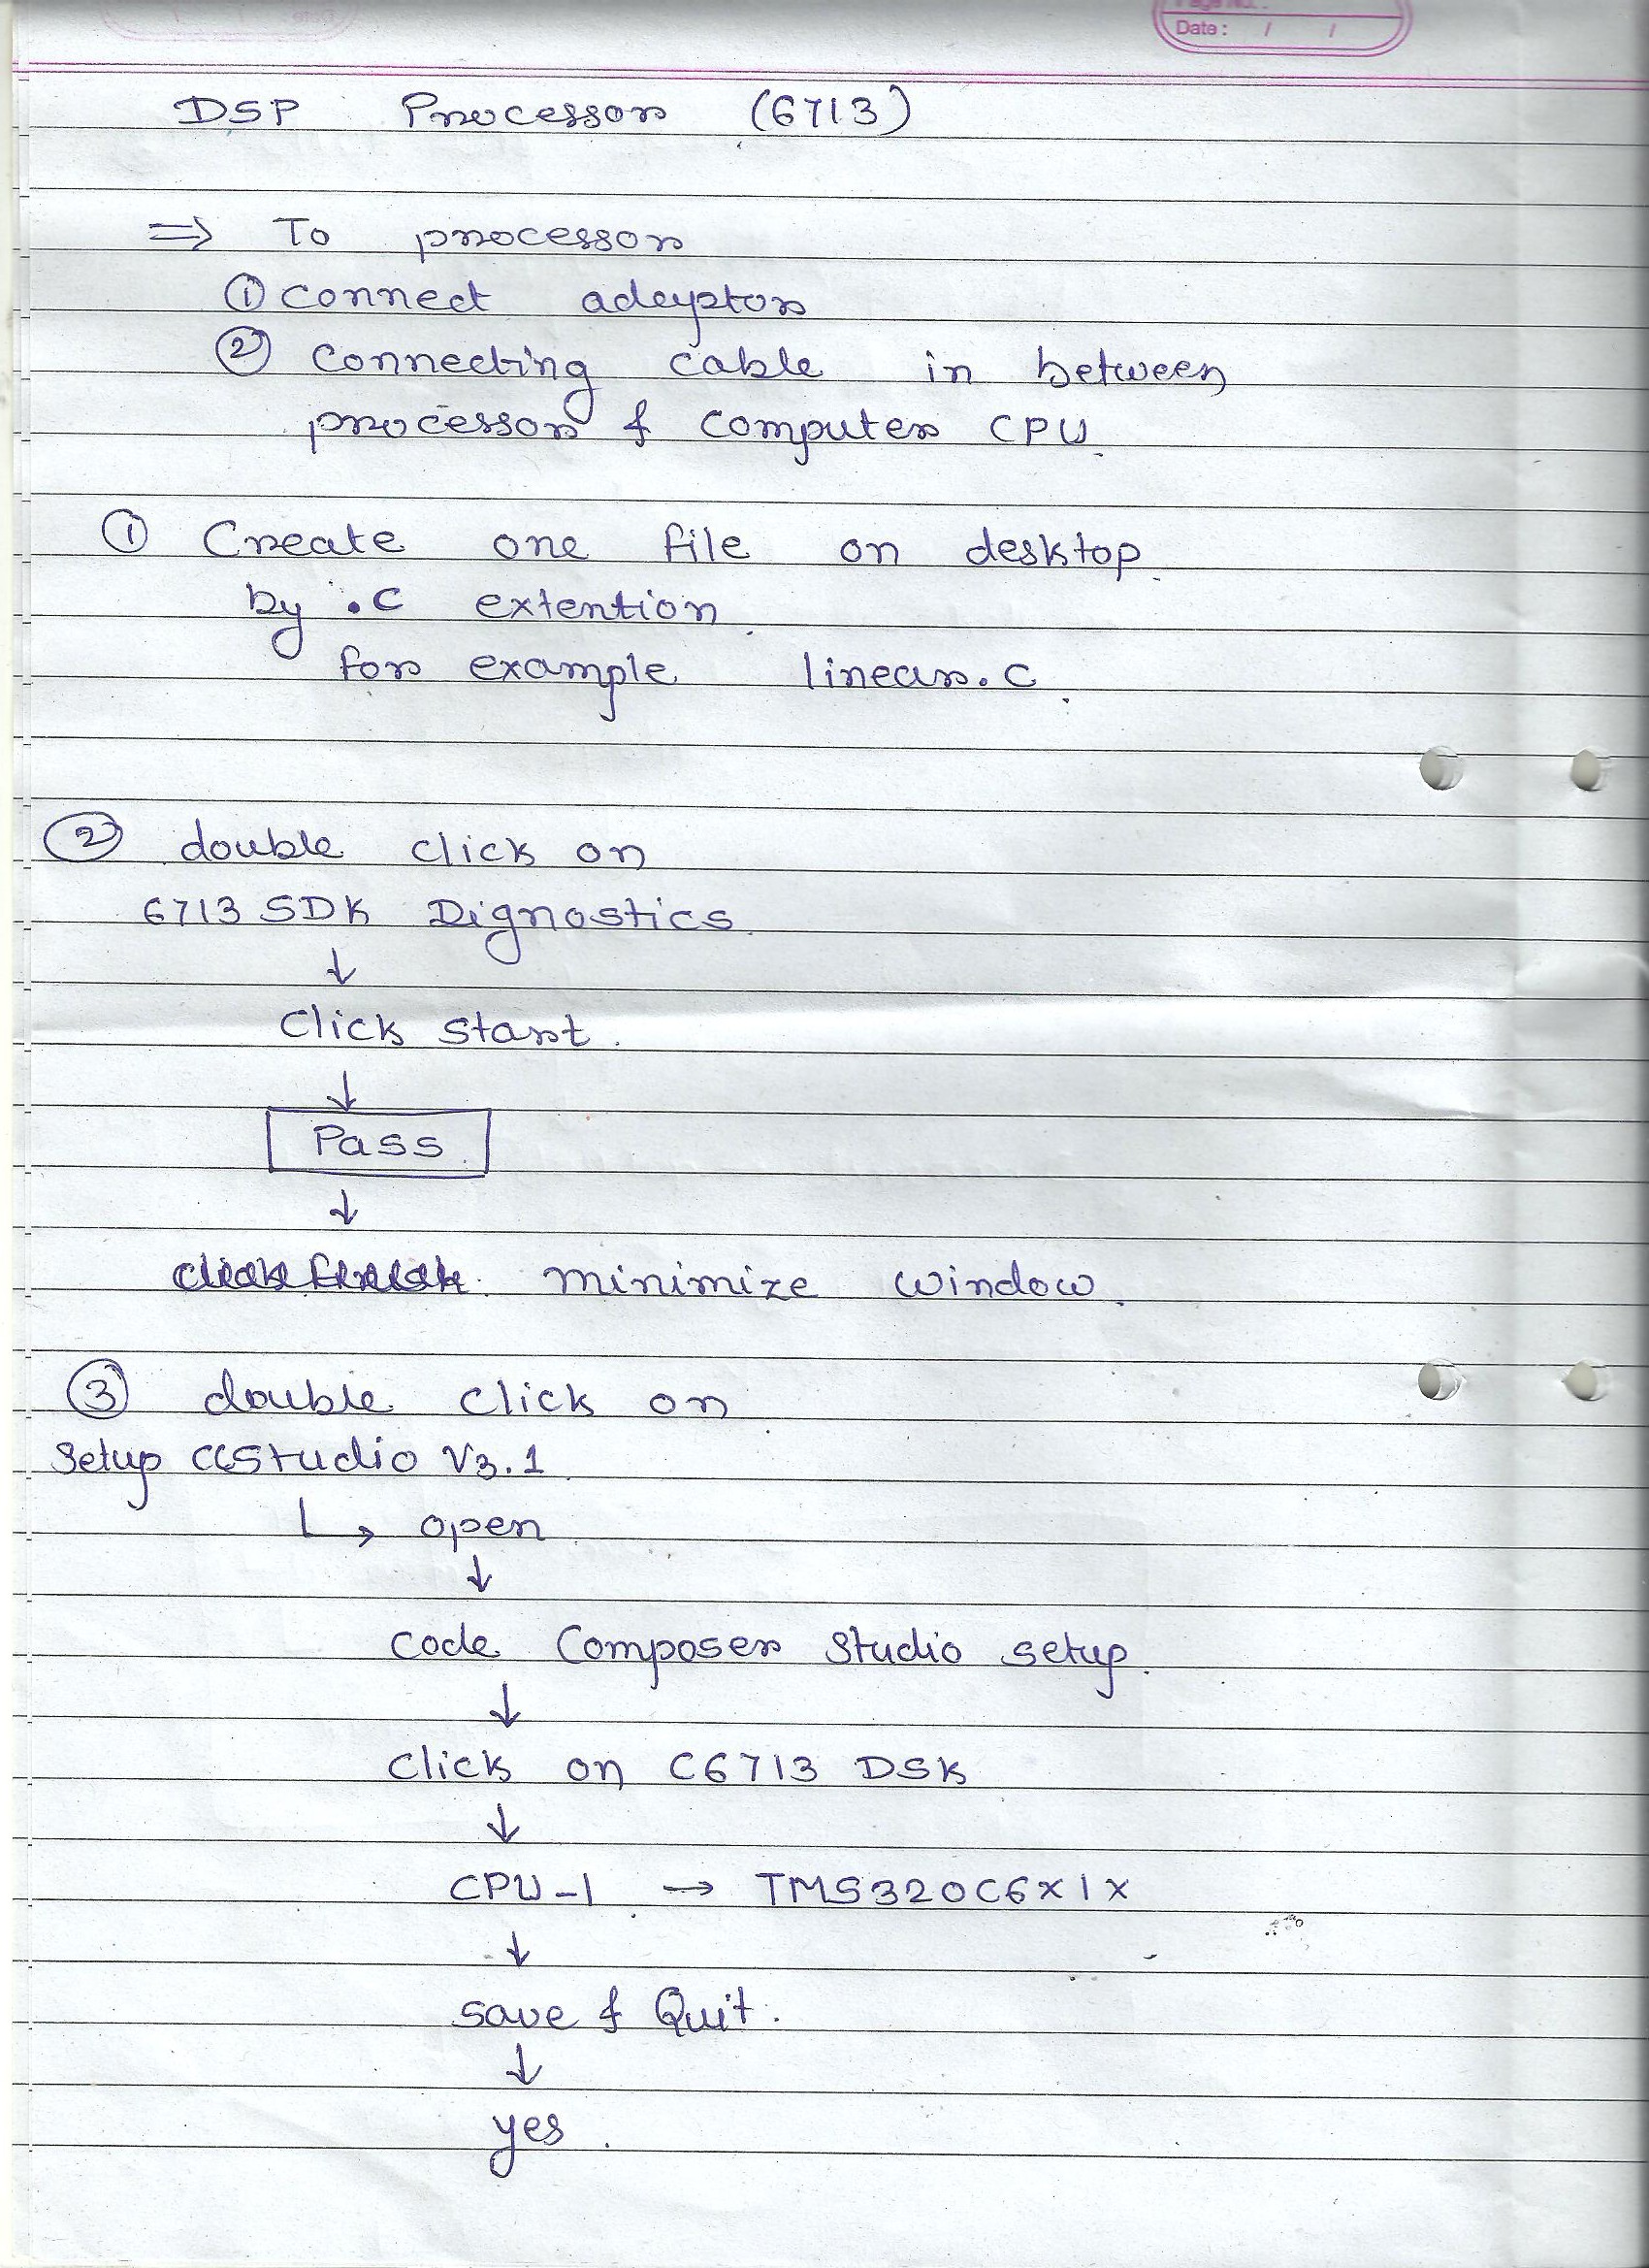 Page No. :
Date : / /
DSP Processor (6713)
⇒ To processor
① connect adeyptor
② connecting cable in between
processor & computer CPU.
① Create one file on desktop
by .c extention
for example linear.c
② double click on
6713 SDK Dignostics
↓
Click start.
↓
Pass
↓
minimize window.
③ double click on
Setup CCStudio V3.1
↳ open
↓
code Composer Studio setup.
↓
Click on C6713 DSK
↓
CPU-1 → TMS320C6X1X
↓
save & Quit.
↓
yes.